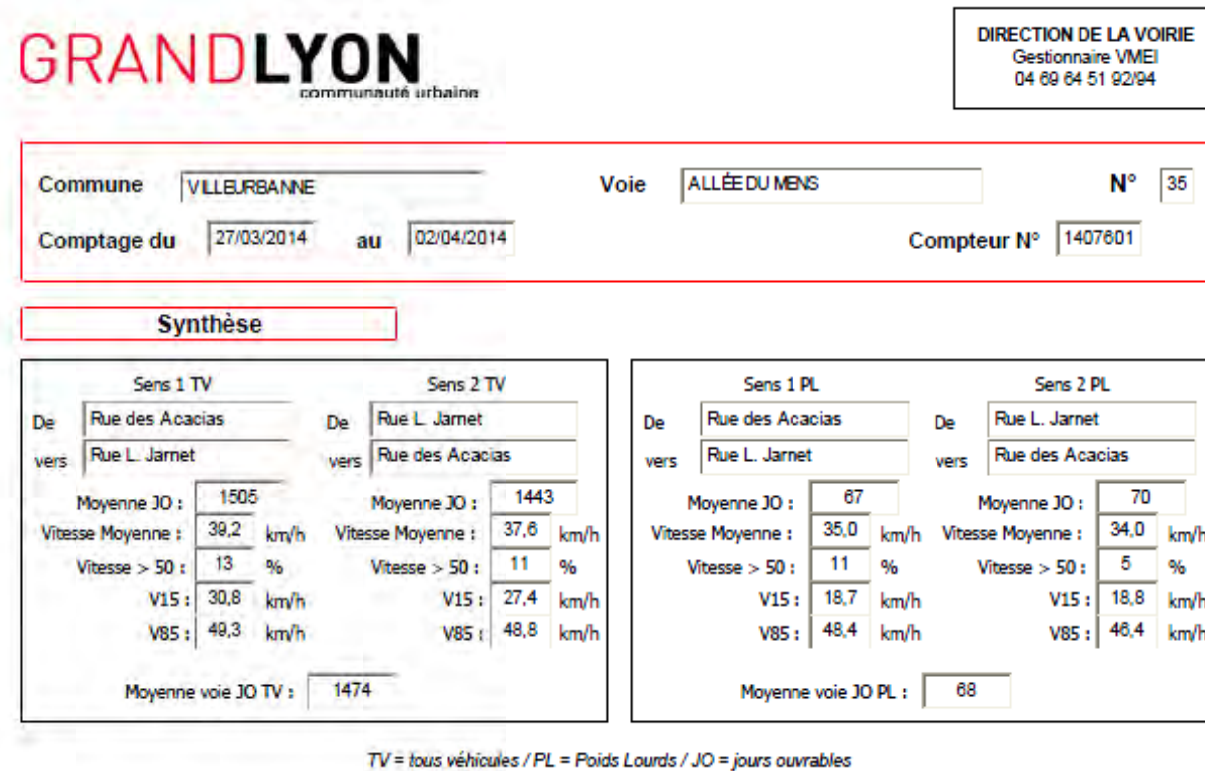 GRANDLYON
communauté urbaine
DIRECTION DE LA VOIRIE
Gestionnaire VMEI
04 69 64 51 92/94
Commune VILLEURBANNE Voie ALLÉE DU MENS N° 35
Comptage du 27/03/2014 au 02/04/2014 Compteur N° 1407601
Synthèse
Sens 1 TV Sens 2 TV Sens 1 PL Sens 2 PL
De Rue des Acacias De Rue L. Jarnet De Rue des Acacias De Rue L. Jarnet
vers Rue L. Jarnet vers Rue des Acacias vers Rue L. Jarnet vers Rue des Acacias
Moyenne JO : 1505 Moyenne JO : 1443 Moyenne JO : 67 Moyenne JO : 70
Vitesse Moyenne : 39,2 km/h Vitesse Moyenne : 37,6 km/h Vitesse Moyenne : 35,0 km/h Vitesse Moyenne : 34,0 km/h
Vitesse > 50 : 13 % Vitesse > 50 : 11 % Vitesse > 50 : 11 % Vitesse > 50 : 5 %
V15 : 30,8 km/h V15 : 27,4 km/h V15 : 18,7 km/h V15 : 18,8 km/h
V85 : 49,3 km/h V85 : 48,8 km/h V85 : 48,4 km/h V85 : 46,4 km/h
Moyenne voie JO TV : 1474 Moyenne voie JO PL : 68
TV = tous véhicules / PL = Poids Lourds / JO = jours ouvrables